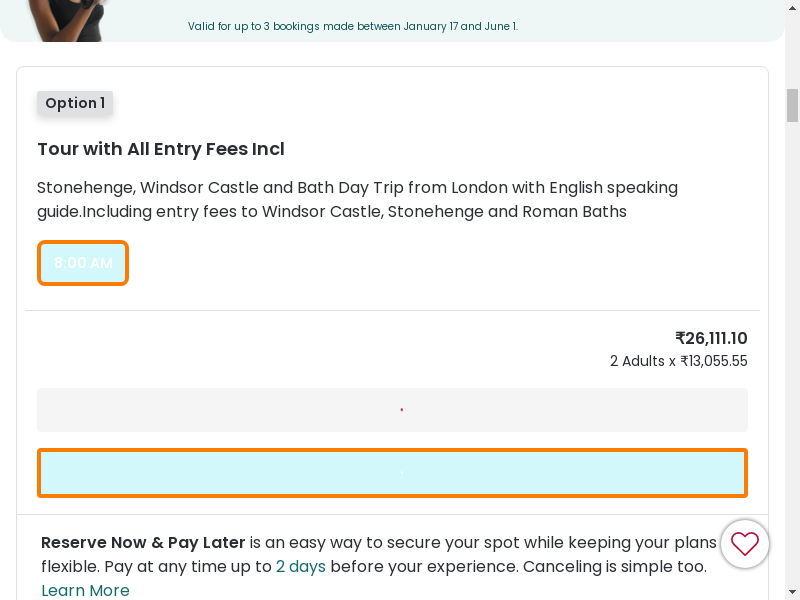 Valid for up to 3 bookings made between January 17 and June 1.
Option 1
Tour with All Entry Fees Incl
Stonehenge, Windsor Castle and Bath Day Trip from London with English speaking
guide.Including entry fees to Windsor Castle, Stonehenge and Roman Baths
8:00 AM
₹26,111.10
2 Adults x ₹13,055.55
Reserve Now & Pay Later is an easy way to secure your spot while keeping your plans
flexible. Pay at any time up to 2 days before your experience. Canceling is simple too.
Learn More